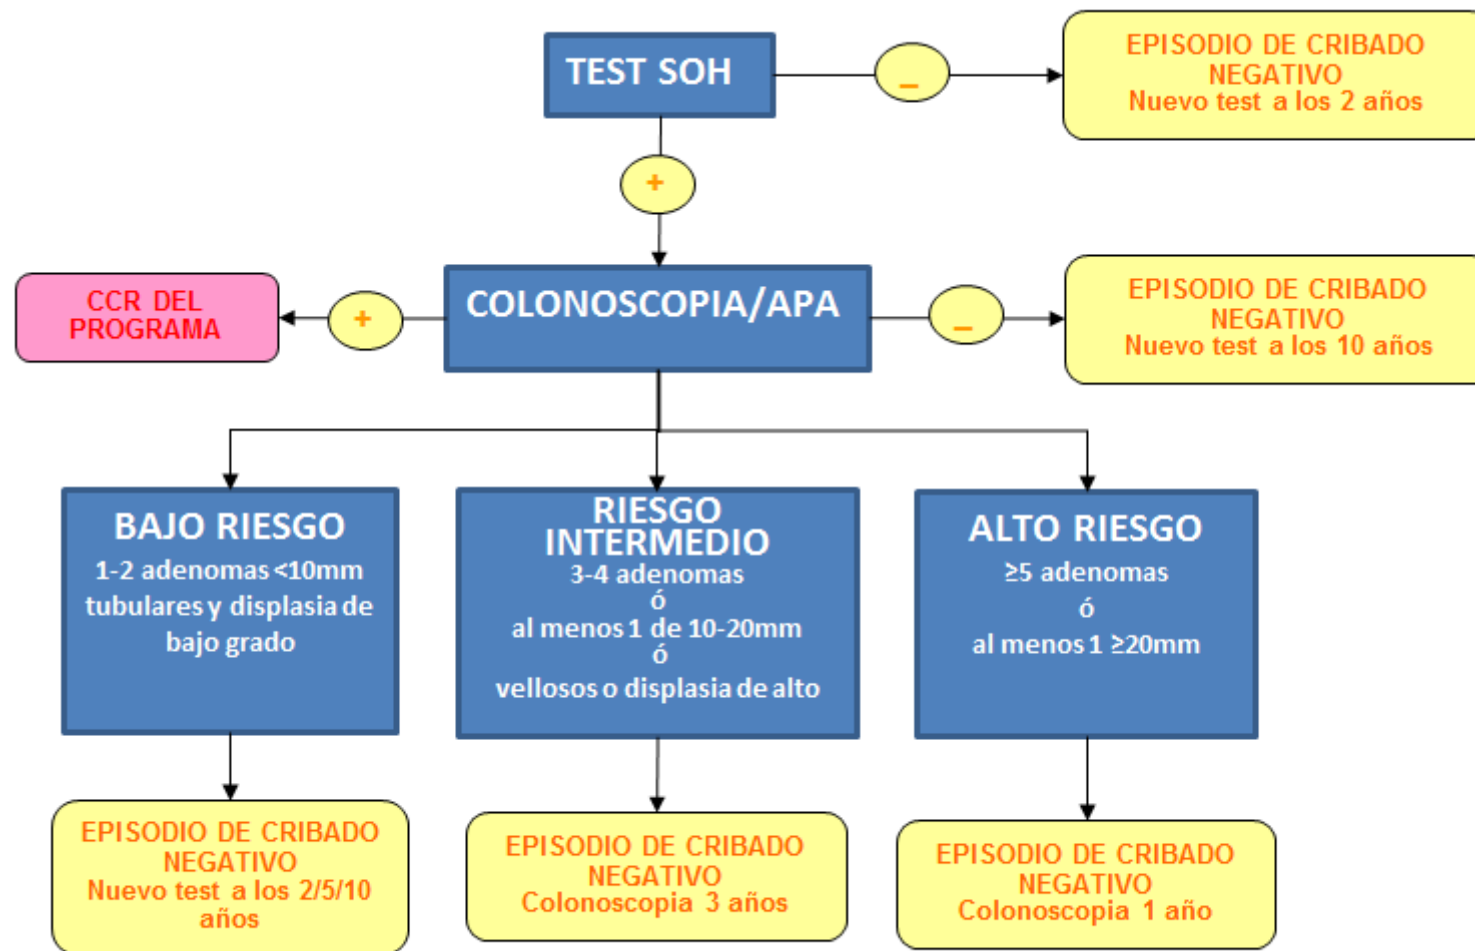 TEST SOH
_
EPISODIO DE CRIBADO
NEGATIVO
Nuevo test a los 2 años
+
CCR DEL
PROGRAMA
+
COLONOSCOPIA/APA
_
EPISODIO DE CRIBADO
NEGATIVO
Nuevo test a los 10 años
BAJO RIESGO
1-2 adenomas <10mm
tubulares y displasia de
bajo grado
RIESGO
INTERMEDIO
3-4 adenomas
ó
al menos 1 de 10-20mm
ó
vellosos o displasia de alto
ALTO RIESGO
≥5 adenomas
ó
al menos 1 ≥20mm
EPISODIO DE CRIBADO
NEGATIVO
Nuevo test a los 2/5/10
años
EPISODIO DE CRIBADO
NEGATIVO
Colonoscopia 3 años
EPISODIO DE CRIBADO
NEGATIVO
Colonoscopia 1 año